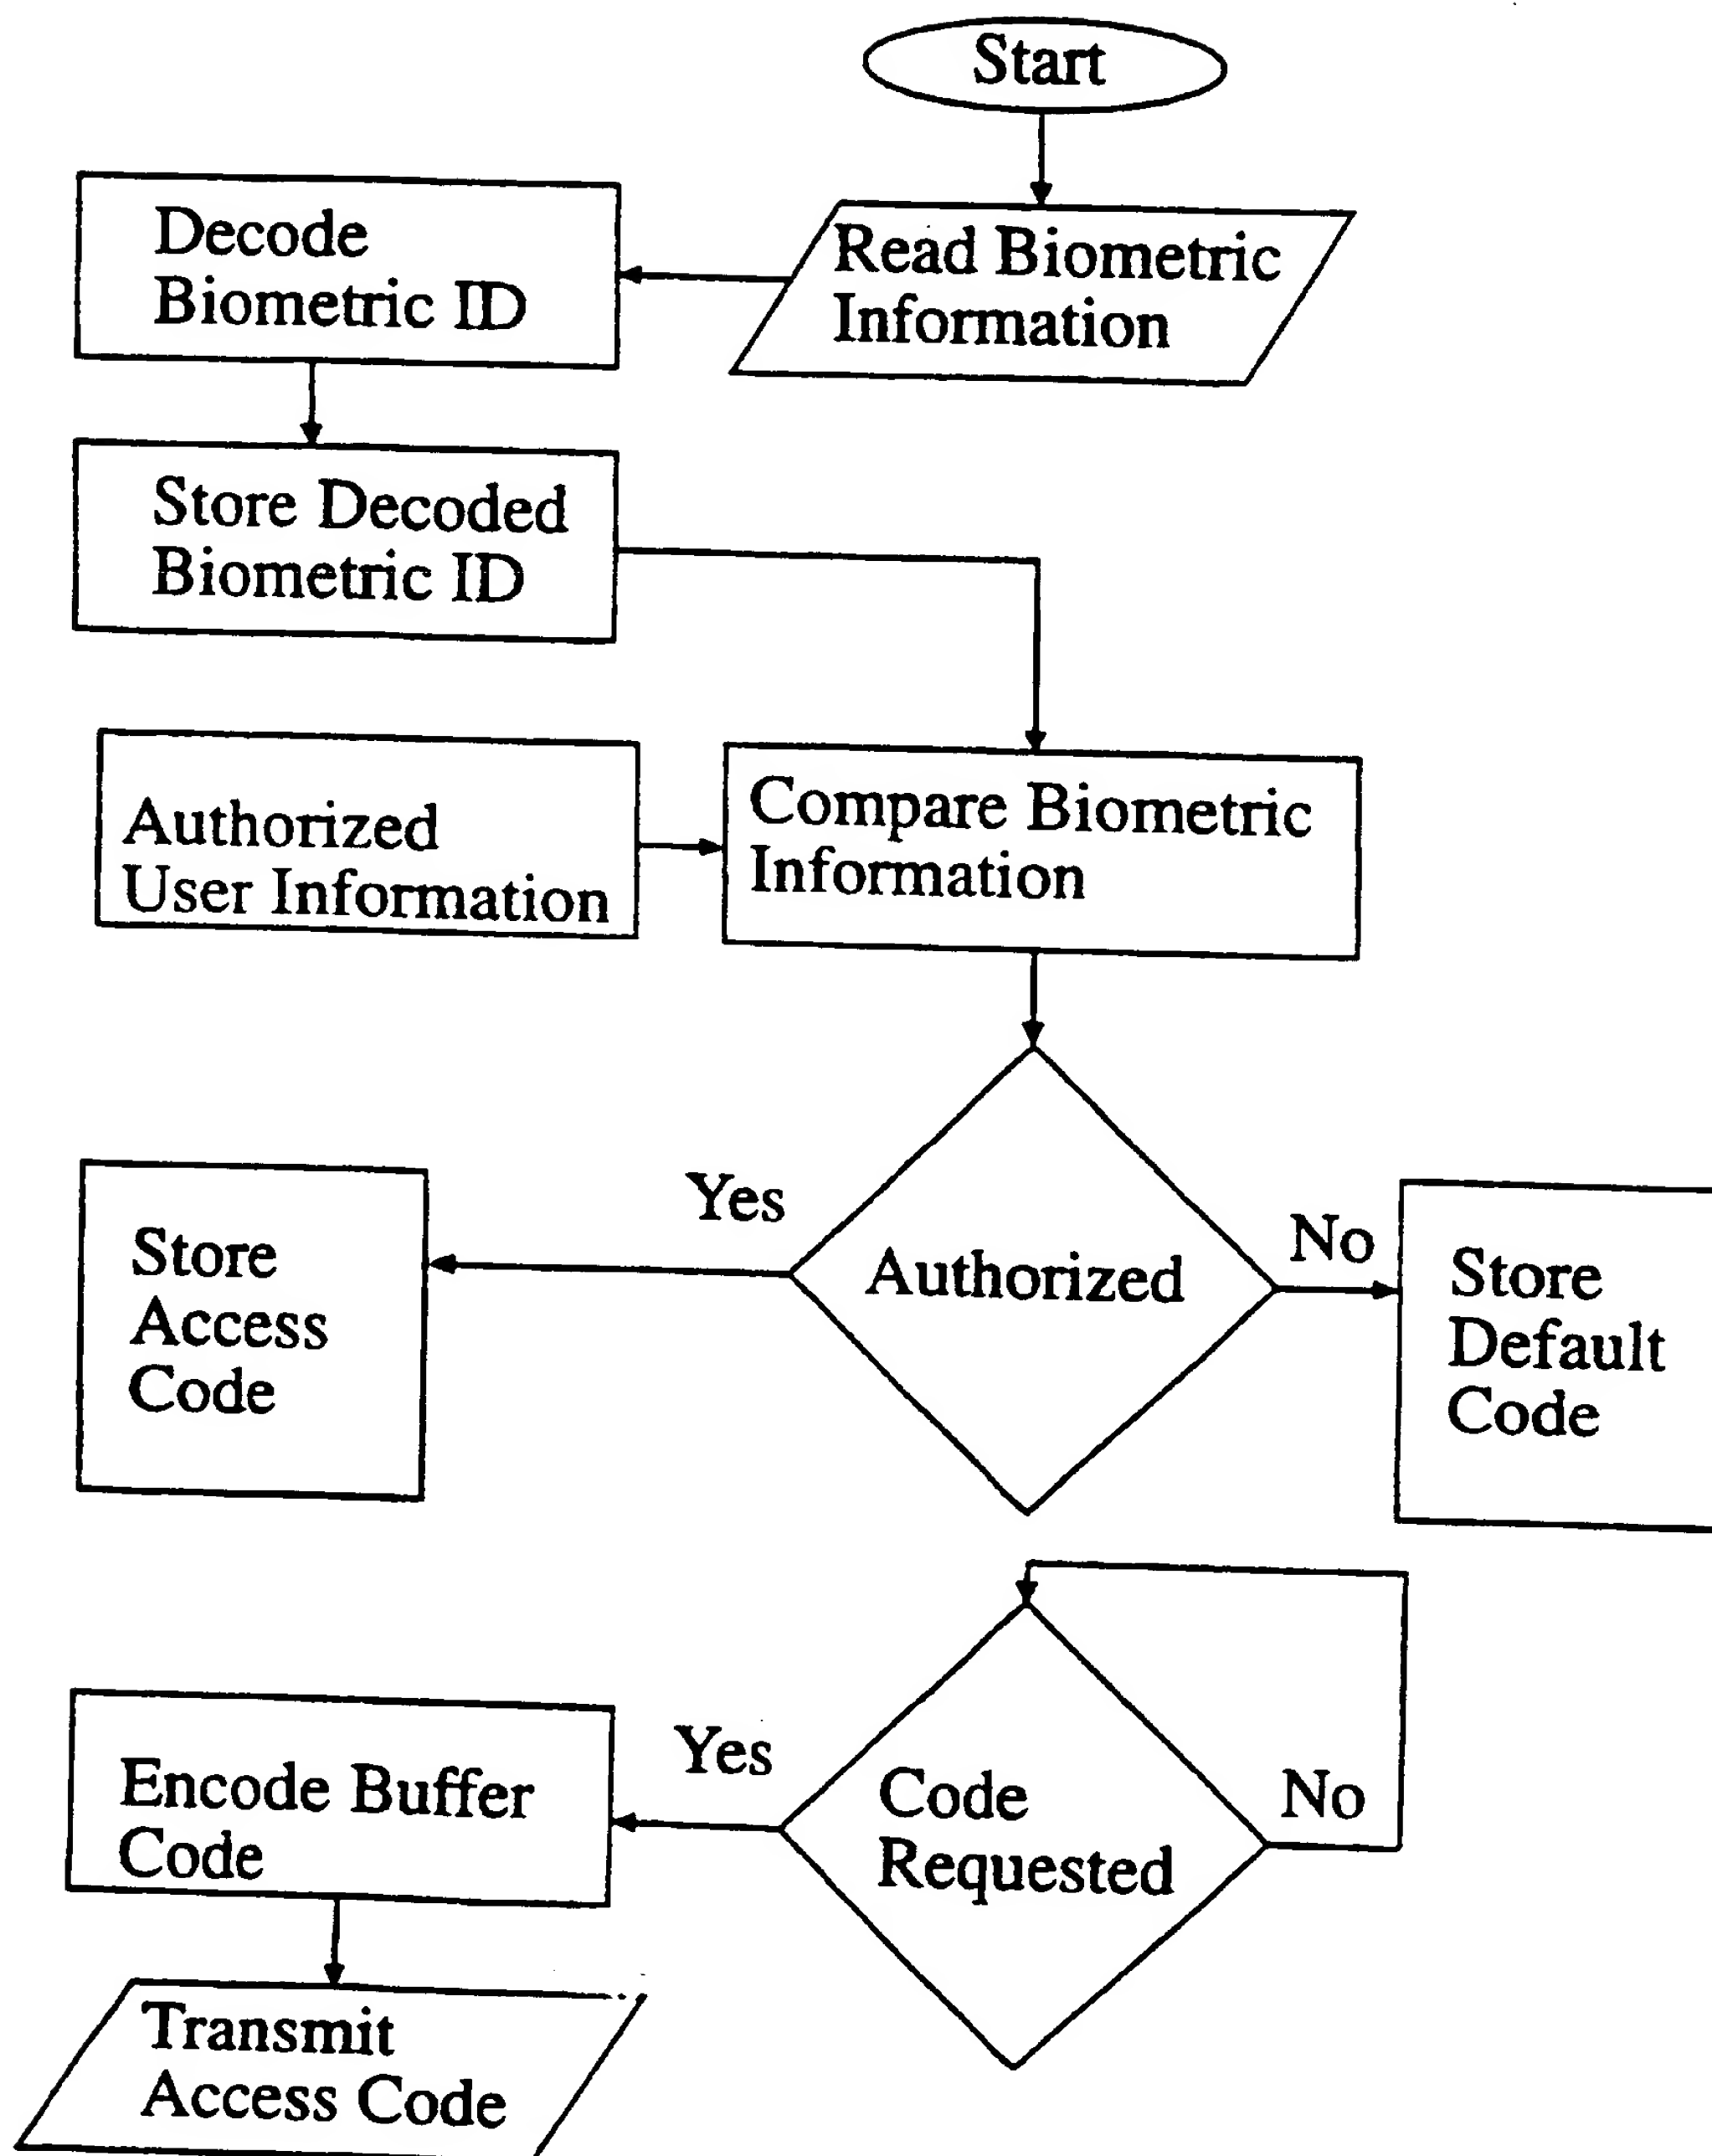 Start
Read Biometric
Information
Decode
Biometric ID
Store Decoded
Biometric ID
Authorized
User Information
Compare Biometric
Information
Authorized
Yes
No
Store
Access
Code
Store
Default
Code
Code
Requested
Yes
No
Encode Buffer
Code
Transmit
Access Code